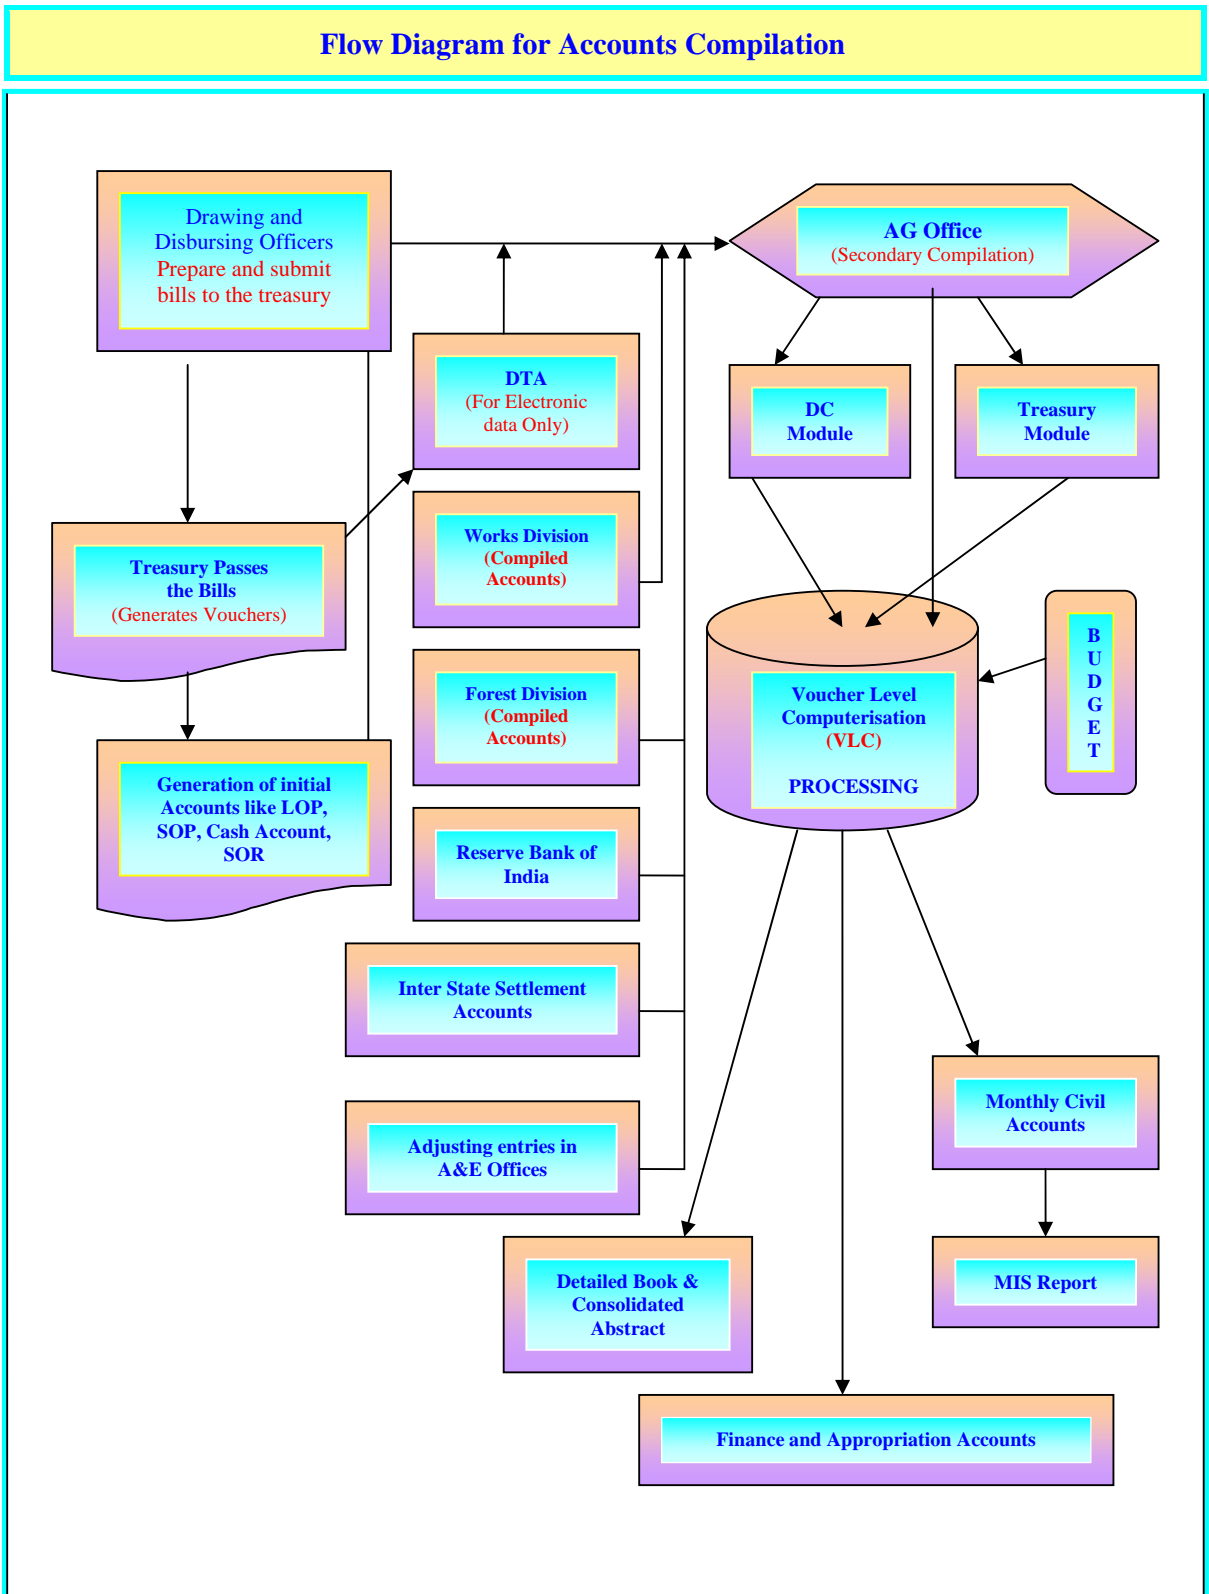 Flow Diagram for Accounts Compilation
Drawing and
Disbursing Officers
Prepare and submit
bills to the treasury
AG Office
(Secondary Compilation)
DTA
(For Electronic
data Only)
DC
Module
Treasury
Module
Works Division
(Compiled
Accounts)
Treasury Passes
the Bills
(Generates Vouchers)
B
U
D
G
E
T
Forest Division
(Compiled
Accounts)
Voucher Level
Computerisation
(VLC)
PROCESSING
Generation of initial
Accounts like LOP,
SOP, Cash Account,
SOR
Reserve Bank of
India
Inter State Settlement
Accounts
Monthly Civil
Accounts
Adjusting entries in
A&E Offices
Detailed Book &
Consolidated
Abstract
MIS Report
Finance and Appropriation Accounts